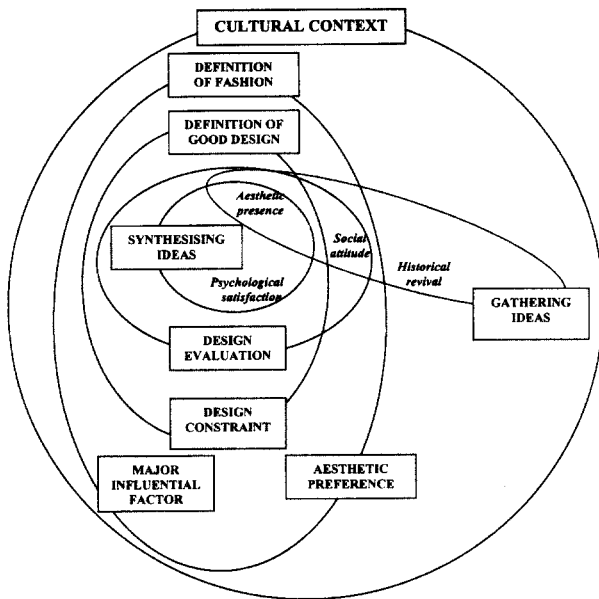 CULTURAL CONTEXT
DEFINITION
OF FASHION
DEFINITION OF
GOOD DESIGN
Aesthetic
presence
SYNTHESISING
IDEAS
Social
attitude
Psychological
satisfaction
Historical
revival
GATHERING
IDEAS
DESIGN
EVALUATION
DESIGN
CONSTRAINT
MAJOR
INFLUENTIAL
FACTOR
AESTHETIC
PREFERENCE